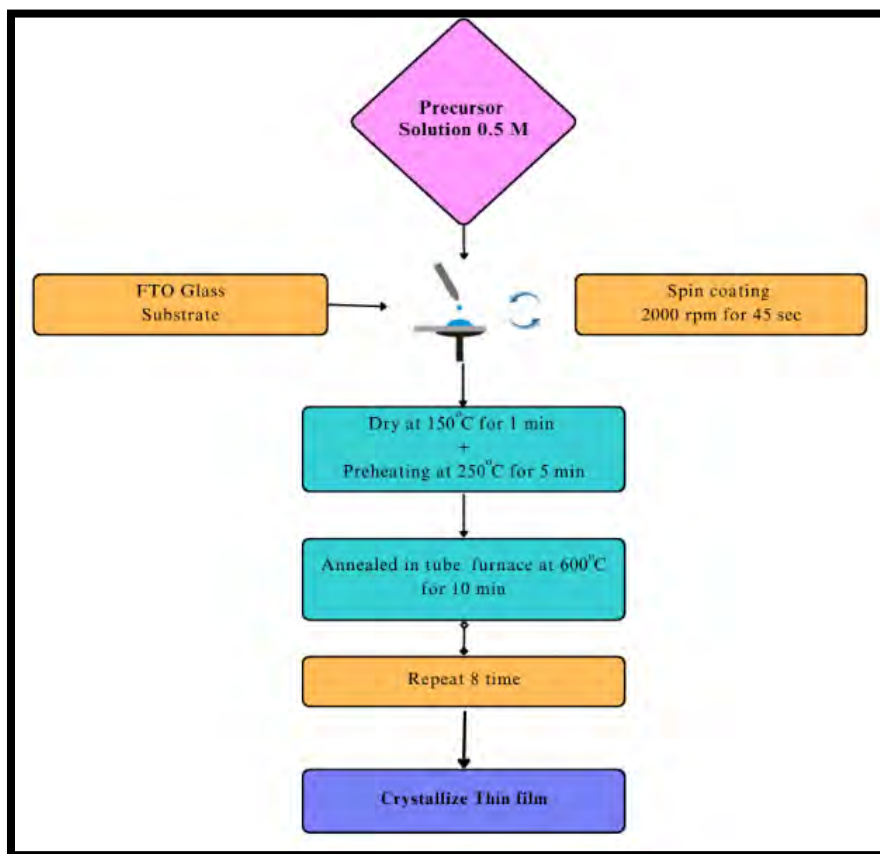 Precursor
Solution 0.5 M
FTO Glass
Substrate
Spin coating
2000 rpm for 45 sec
Dry at 150°C for 1 min
+
Preheating at 250°C for 5 min
Annealed in tube furnace at 600°C
for 10 min
Repeat 8 time
Crystallize Thin film